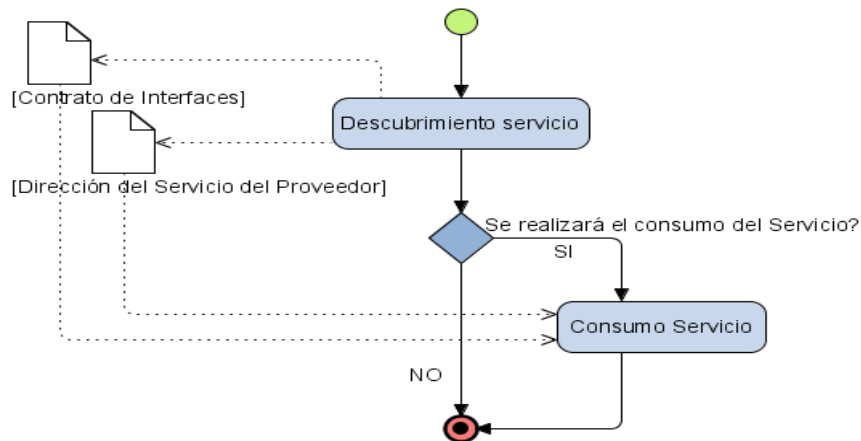 [Contrato de Interfaces]
Descubrimiento servicio
[Dirección del Servicio del Proveedor]
Se realizará el consumo del Servicio?
SI
Consumo Servicio
NO